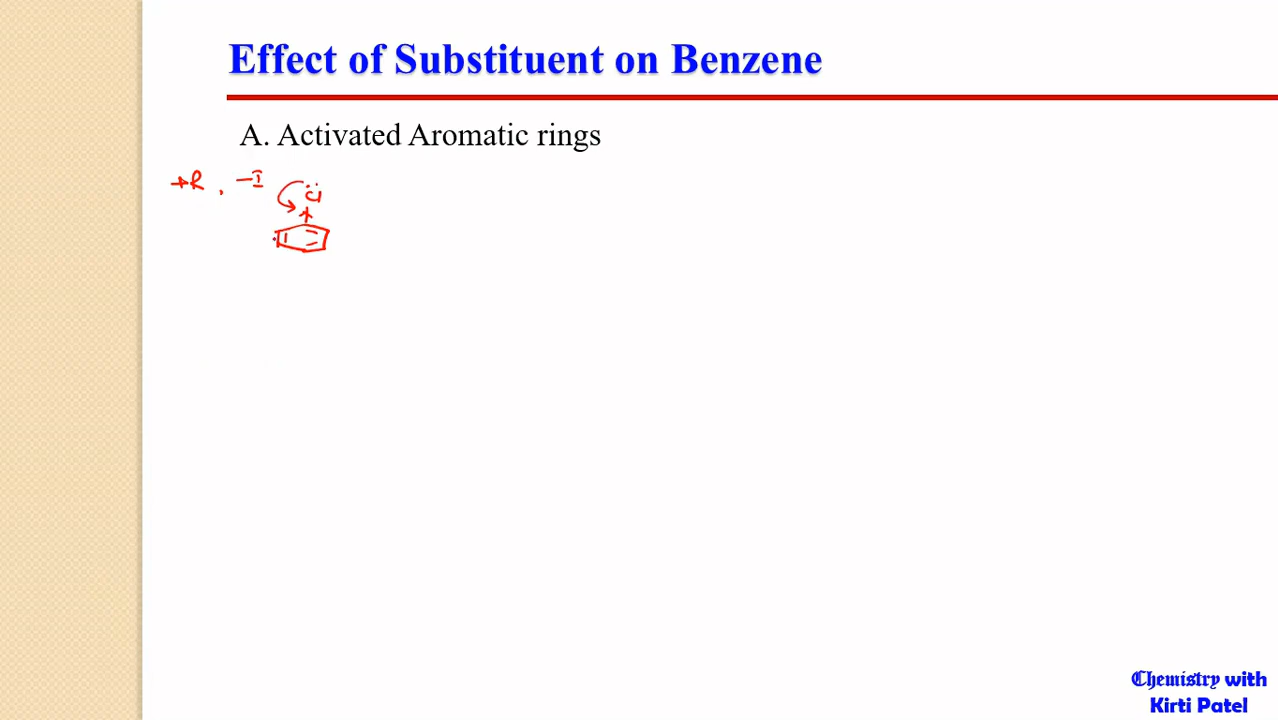 Effect of Substituent on Benzene
A. Activated Aromatic rings
+R , -I
Cl
Chemistry with
Kirti Patel